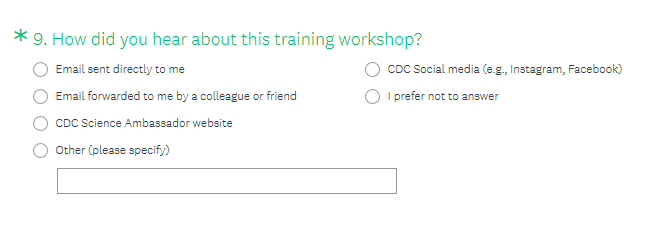 * 9. How did you hear about this training workshop?
Email sent directly to me
Email forwarded to me by a colleague or friend
CDC Science Ambassador website
Other (please specify)
CDC Social media (e.g., Instagram, Facebook)
I prefer not to answer